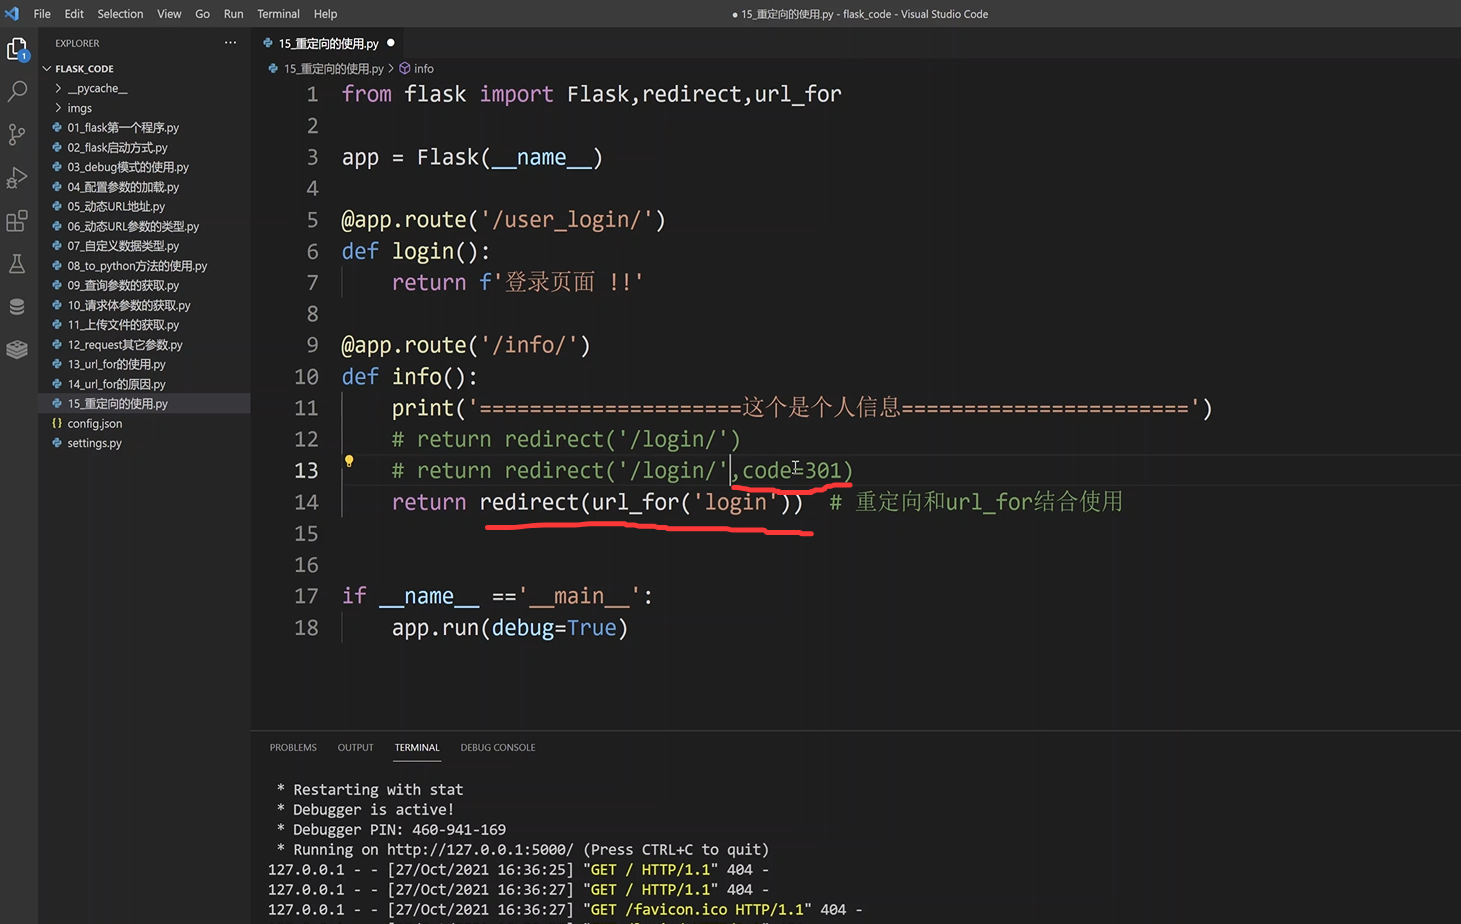 File Edit Selection View Go Run Terminal Help
● 15_重定向的使用.py - flask_code - Visual Studio Code
1
EXPLORER ···
FLASK_CODE
__pycache__
imgs
01_flask第一个程序.py
02_flask启动方式.py
03_debug模式的使用.py
04_配置参数的加载.py
05_动态URL地址.py
06_动态URL参数的类型.py
07_自定义数据类型.py
08_to_python方法的使用.py
09_查询参数的获取.py
10_请求体参数的获取.py
11_上传文件的获取.py
12_request其它参数.py
13_url_for的使用.py
14_url_for的原因.py
15_重定向的使用.py
{} config.json
settings.py
15_重定向的使用.py ●
15_重定向的使用.py > info
1 from flask import Flask,redirect,url_for
2
3 app = Flask(__name__)
4
5 @app.route('/user_login/')
6 def login():
7 return f'登录页面 !!'
8
9 @app.route('/info/')
10 def info():
11 print('=====================这个是个人信息=======================')
12 # return redirect('/login/')
13 # return redirect('/login/',code=301)
14 return redirect(url_for('login')) # 重定向和url_for结合使用
15
16
17 if __name__ =='__main__':
18 app.run(debug=True)
PROBLEMS OUTPUT TERMINAL DEBUG CONSOLE
* Restarting with stat
* Debugger is active!
* Debugger PIN: 460-941-169
* Running on http://127.0.0.1:5000/ (Press CTRL+C to quit)
127.0.0.1 - - [27/Oct/2021 16:36:25] "GET / HTTP/1.1" 404 -
127.0.0.1 - - [27/Oct/2021 16:36:27] "GET / HTTP/1.1" 404 -
127.0.0.1 - - [27/Oct/2021 16:36:27] "GET /favicon.ico HTTP/1.1" 404 -